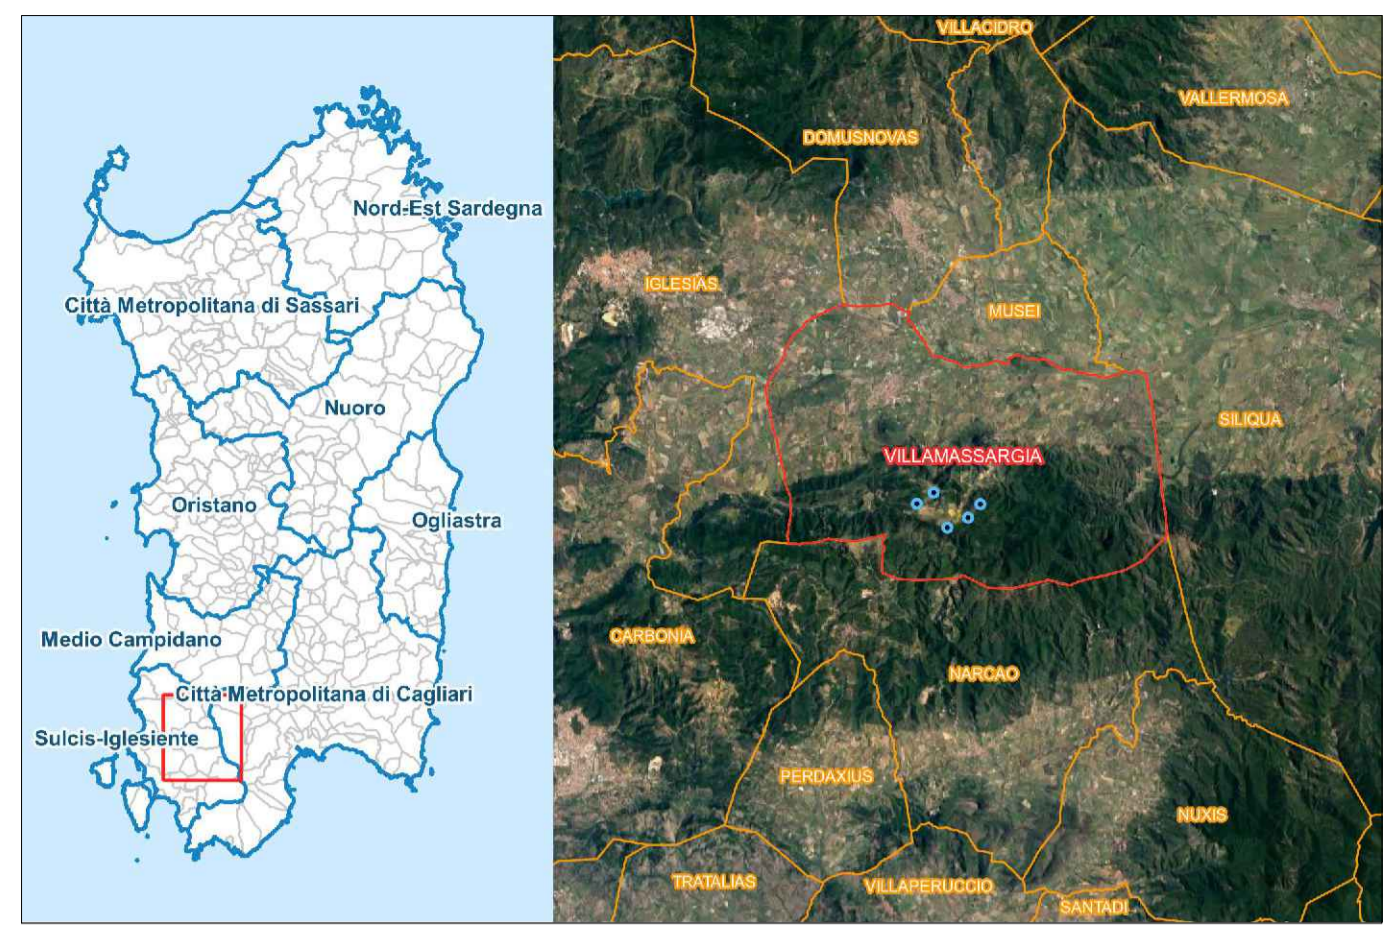 Nord-Est Sardegna
Città Metropolitana di Sassari
Nuoro
Oristano
Ogliastra
Medio Campidano
Città Metropolitana di Cagliari
Sulcis-Iglesiente
VILLACIDRO
VALLERMOSA
DOMUSNOVAS
IGLESIAS
MUSEI
SILIQUA
VILLAMASSARGIA
CARBONIA
NARCAO
PERDAXIUS
NUXIS
TRATALIAS
VILLAPERUCCIO
SANTADI